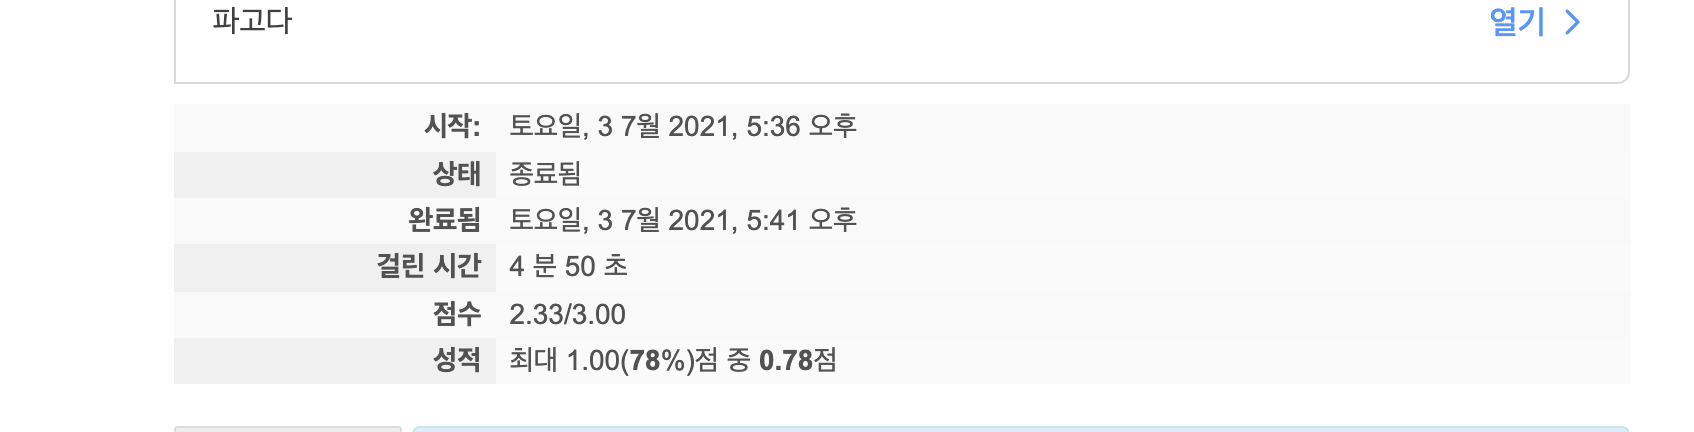 파고다
열기
시작: 토요일, 3 7월 2021, 5:36 오후
상태 종료됨
완료됨 토요일, 3 7월 2021, 5:41 오후
걸린 시간 4 분 50 초
점수 2.33/3.00
성적 최대 1.00(78%)점 중 0.78점